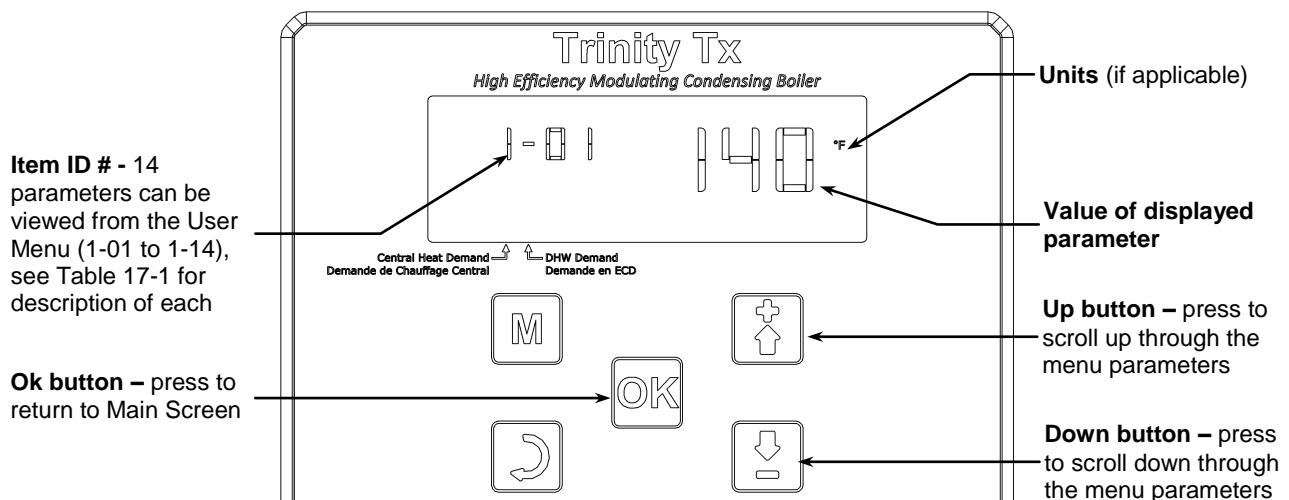 Trinity Tx
High Efficiency Modulating Condensing Boiler
1-01
140 °F
Central Heat Demand
Demande de Chauffage Central
DHW Demand
Demande en ECD
M
OK
Item ID # - 14
parameters can be
viewed from the User
Menu (1-01 to 1-14),
see Table 17-1 for
description of each
Ok button – press to
return to Main Screen
Units (if applicable)
Value of displayed
parameter
Up button – press to
scroll up through the
menu parameters
Down button – press
to scroll down through
the menu parameters